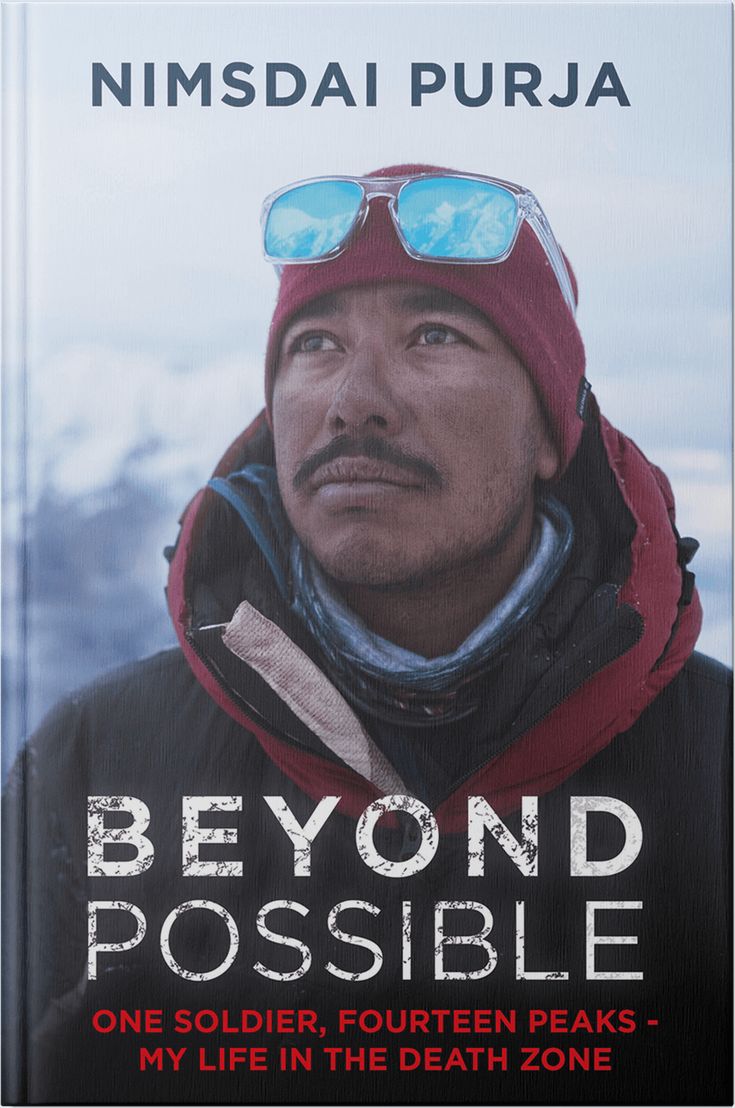 NIMSDAI PURJA
BEYOND
POSSIBLE
ONE SOLDIER, FOURTEEN PEAKS -
MY LIFE IN THE DEATH ZONE